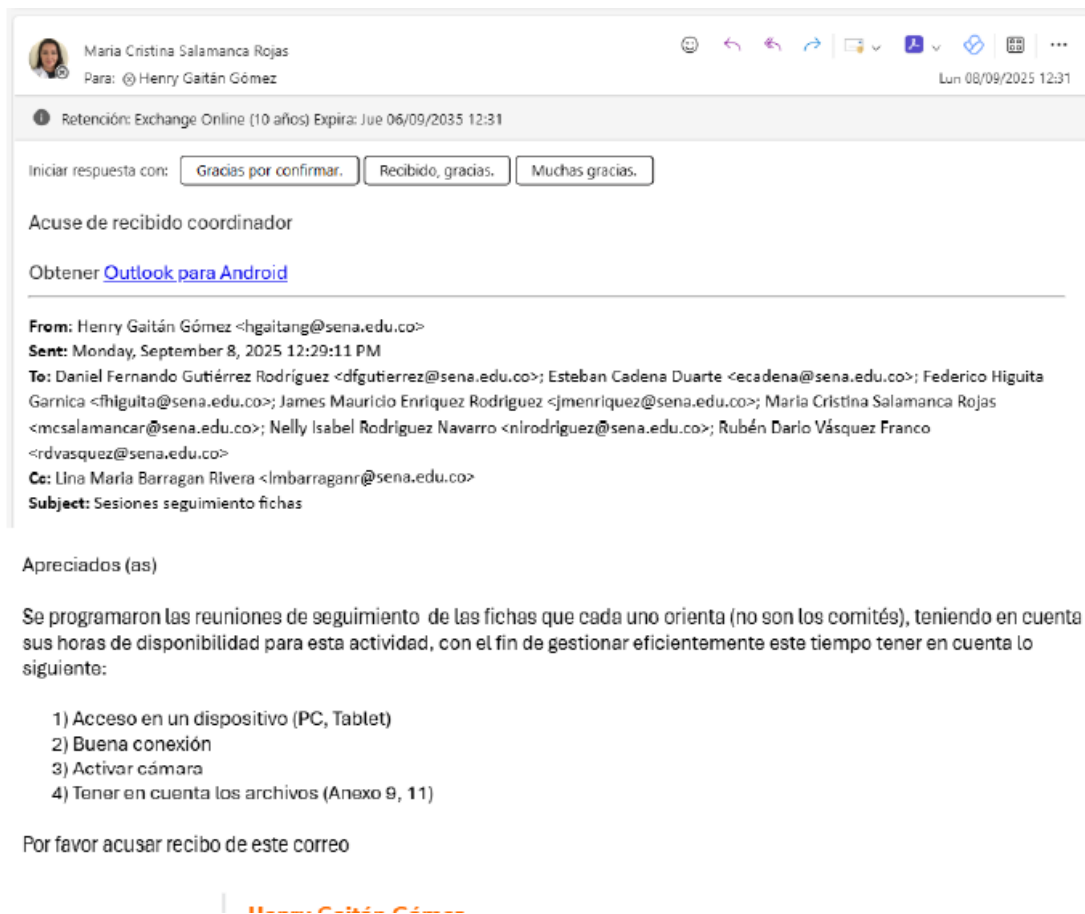 Maria Cristina Salamanca Rojas
Para: Henry Gaitán Gómez
Lun 08/09/2025 12:31
Retención: Exchange Online (10 años) Expira: Jue 06/09/2035 12:31
Iniciar respuesta con: Gracias por confirmar. Recibido, gracias. Muchas gracias.
Acuse de recibido coordinador
Obtener Outlook para Android
From: Henry Gaitán Gómez <hgaitang@sena.edu.co>
Sent: Monday, September 8, 2025 12:29:11 PM
To: Daniel Fernando Gutiérrez Rodríguez <dfgutierrez@sena.edu.co>; Esteban Cadena Duarte <ecadena@sena.edu.co>; Federico Higuita
Garnica <fhiguita@sena.edu.co>; James Mauricio Enriquez Rodriguez <jmenriquez@sena.edu.co>; Maria Cristina Salamanca Rojas
<mcsalamancar@sena.edu.co>; Nelly Isabel Rodriguez Navarro <nirodriguez@sena.edu.co>; Rubén Dario Vásquez Franco
<rdvasquez@sena.edu.co>
Cc: Lina Maria Barragan Rivera <lmbarraganr@sena.edu.co>
Subject: Sesiones seguimiento fichas
Apreciados (as)
Se programaron las reuniones de seguimiento de las fichas que cada uno orienta (no son los comités), teniendo en cuenta
sus horas de disponibilidad para esta actividad, con el fin de gestionar eficientemente este tiempo tener en cuenta lo
siguiente:
1) Acceso en un dispositivo (PC, Tablet)
2) Buena conexión
3) Activar cámara
4) Tener en cuenta los archivos (Anexo 9, 11)
Por favor acusar recibo de este correo
Henry Gaitán Gómez